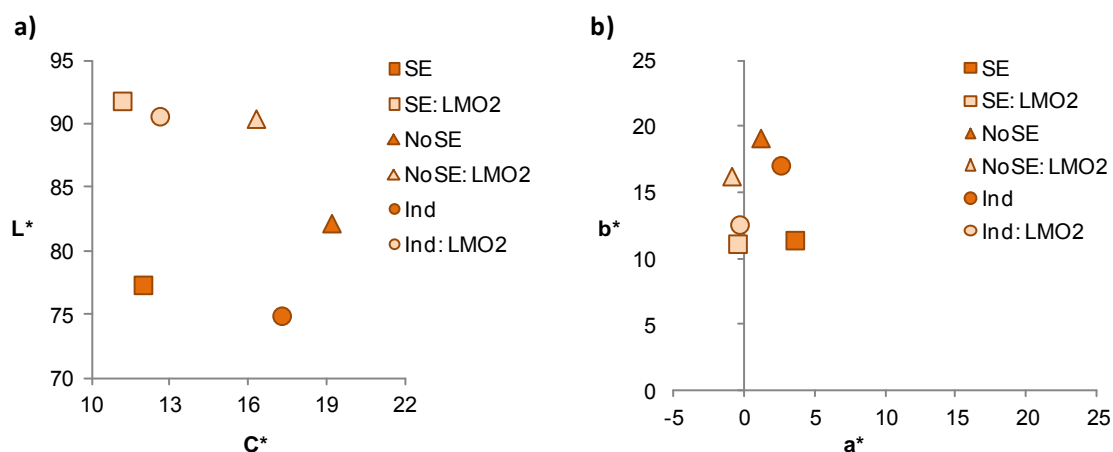 a)
95
90
85
80
75
70
L*
10
13
16
19
22
C*
SE
SE: LMO2
NoSE
NoSE: LMO2
Ind
Ind: LMO2
b)
25
20
15
10
5
0
b*
-5
0
5
10
15
20
25
a*
SE
SE: LMO2
NoSE
NoSE: LMO2
Ind
Ind: LMO2